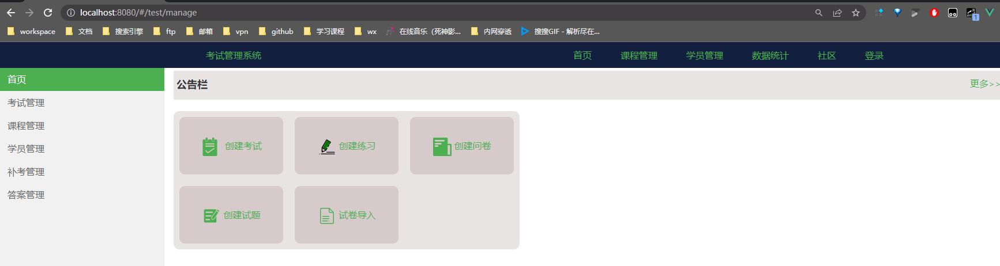 localhost:8080/#/test/manage
workspace 文档 搜索引擎 ftp 邮箱 vpn github 学习课程 wx 在线音乐（死神影... 内网穿透 搜搜GIF - 解析尽在...
考试管理系统 首页 课程管理 学员管理 数据统计 社区 登录
首页
考试管理
课程管理
学员管理
补考管理
答案管理
公告栏 更多>>
创建考试 创建练习 创建问卷
创建试题 试卷导入
1